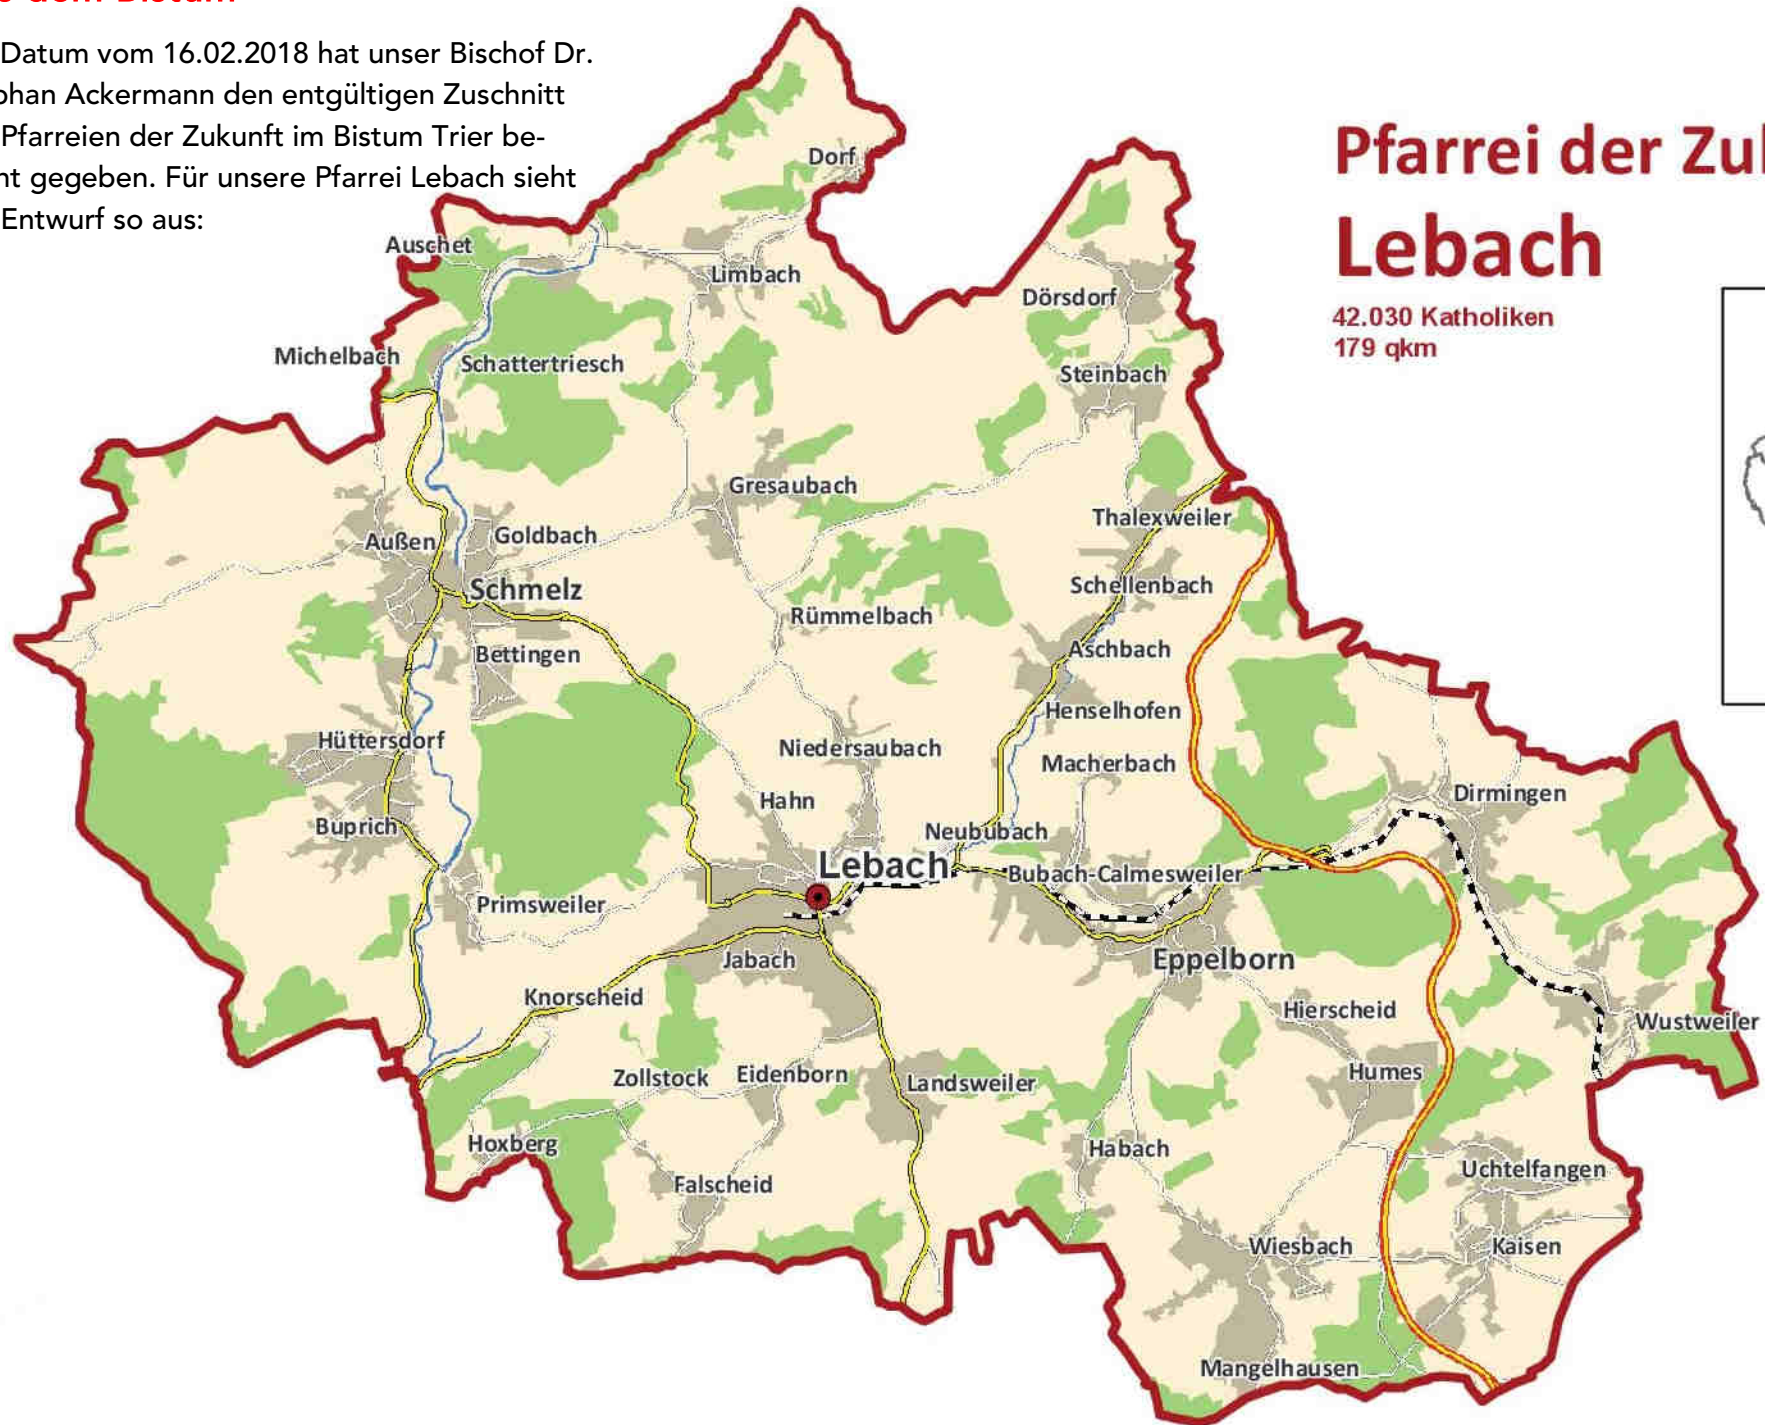 dem Bistum
Datum vom 16.02.2018 hat unser Bischof Dr.
phan Ackermann den entgültigen Zuschnitt
Pfarreien der Zukunft im Bistum Trier be-
nt gegeben. Für unsere Pfarrei Lebach sieht
Entwurf so aus:
Pfarrei der Zu
Lebach
42.030 Katholiken
179 qkm
Dorf
Auschet
Limbach
Dörsdorf
Michelbach
Schattertriesch
Steinbach
Gresaubach
Thalexweiler
Außen
Goldbach
Schmelz
Schellenbach
Rümmelbach
Bettingen
Aschbach
Henselhofen
Hüttersdorf
Niedersaubach
Macherbach
Hahn
Dirmingen
Buprich
Neububach
Lebach
Bubach-Calmesweiler
Primsweiler
Jabach
Eppelborn
Knorscheid
Hierscheid
Wustweiler
Zollstock
Eidenborn
Landsweiler
Humes
Hoxberg
Habach
Uchtelfangen
Falscheid
Wiesbach
Kaisen
Mangelhausen